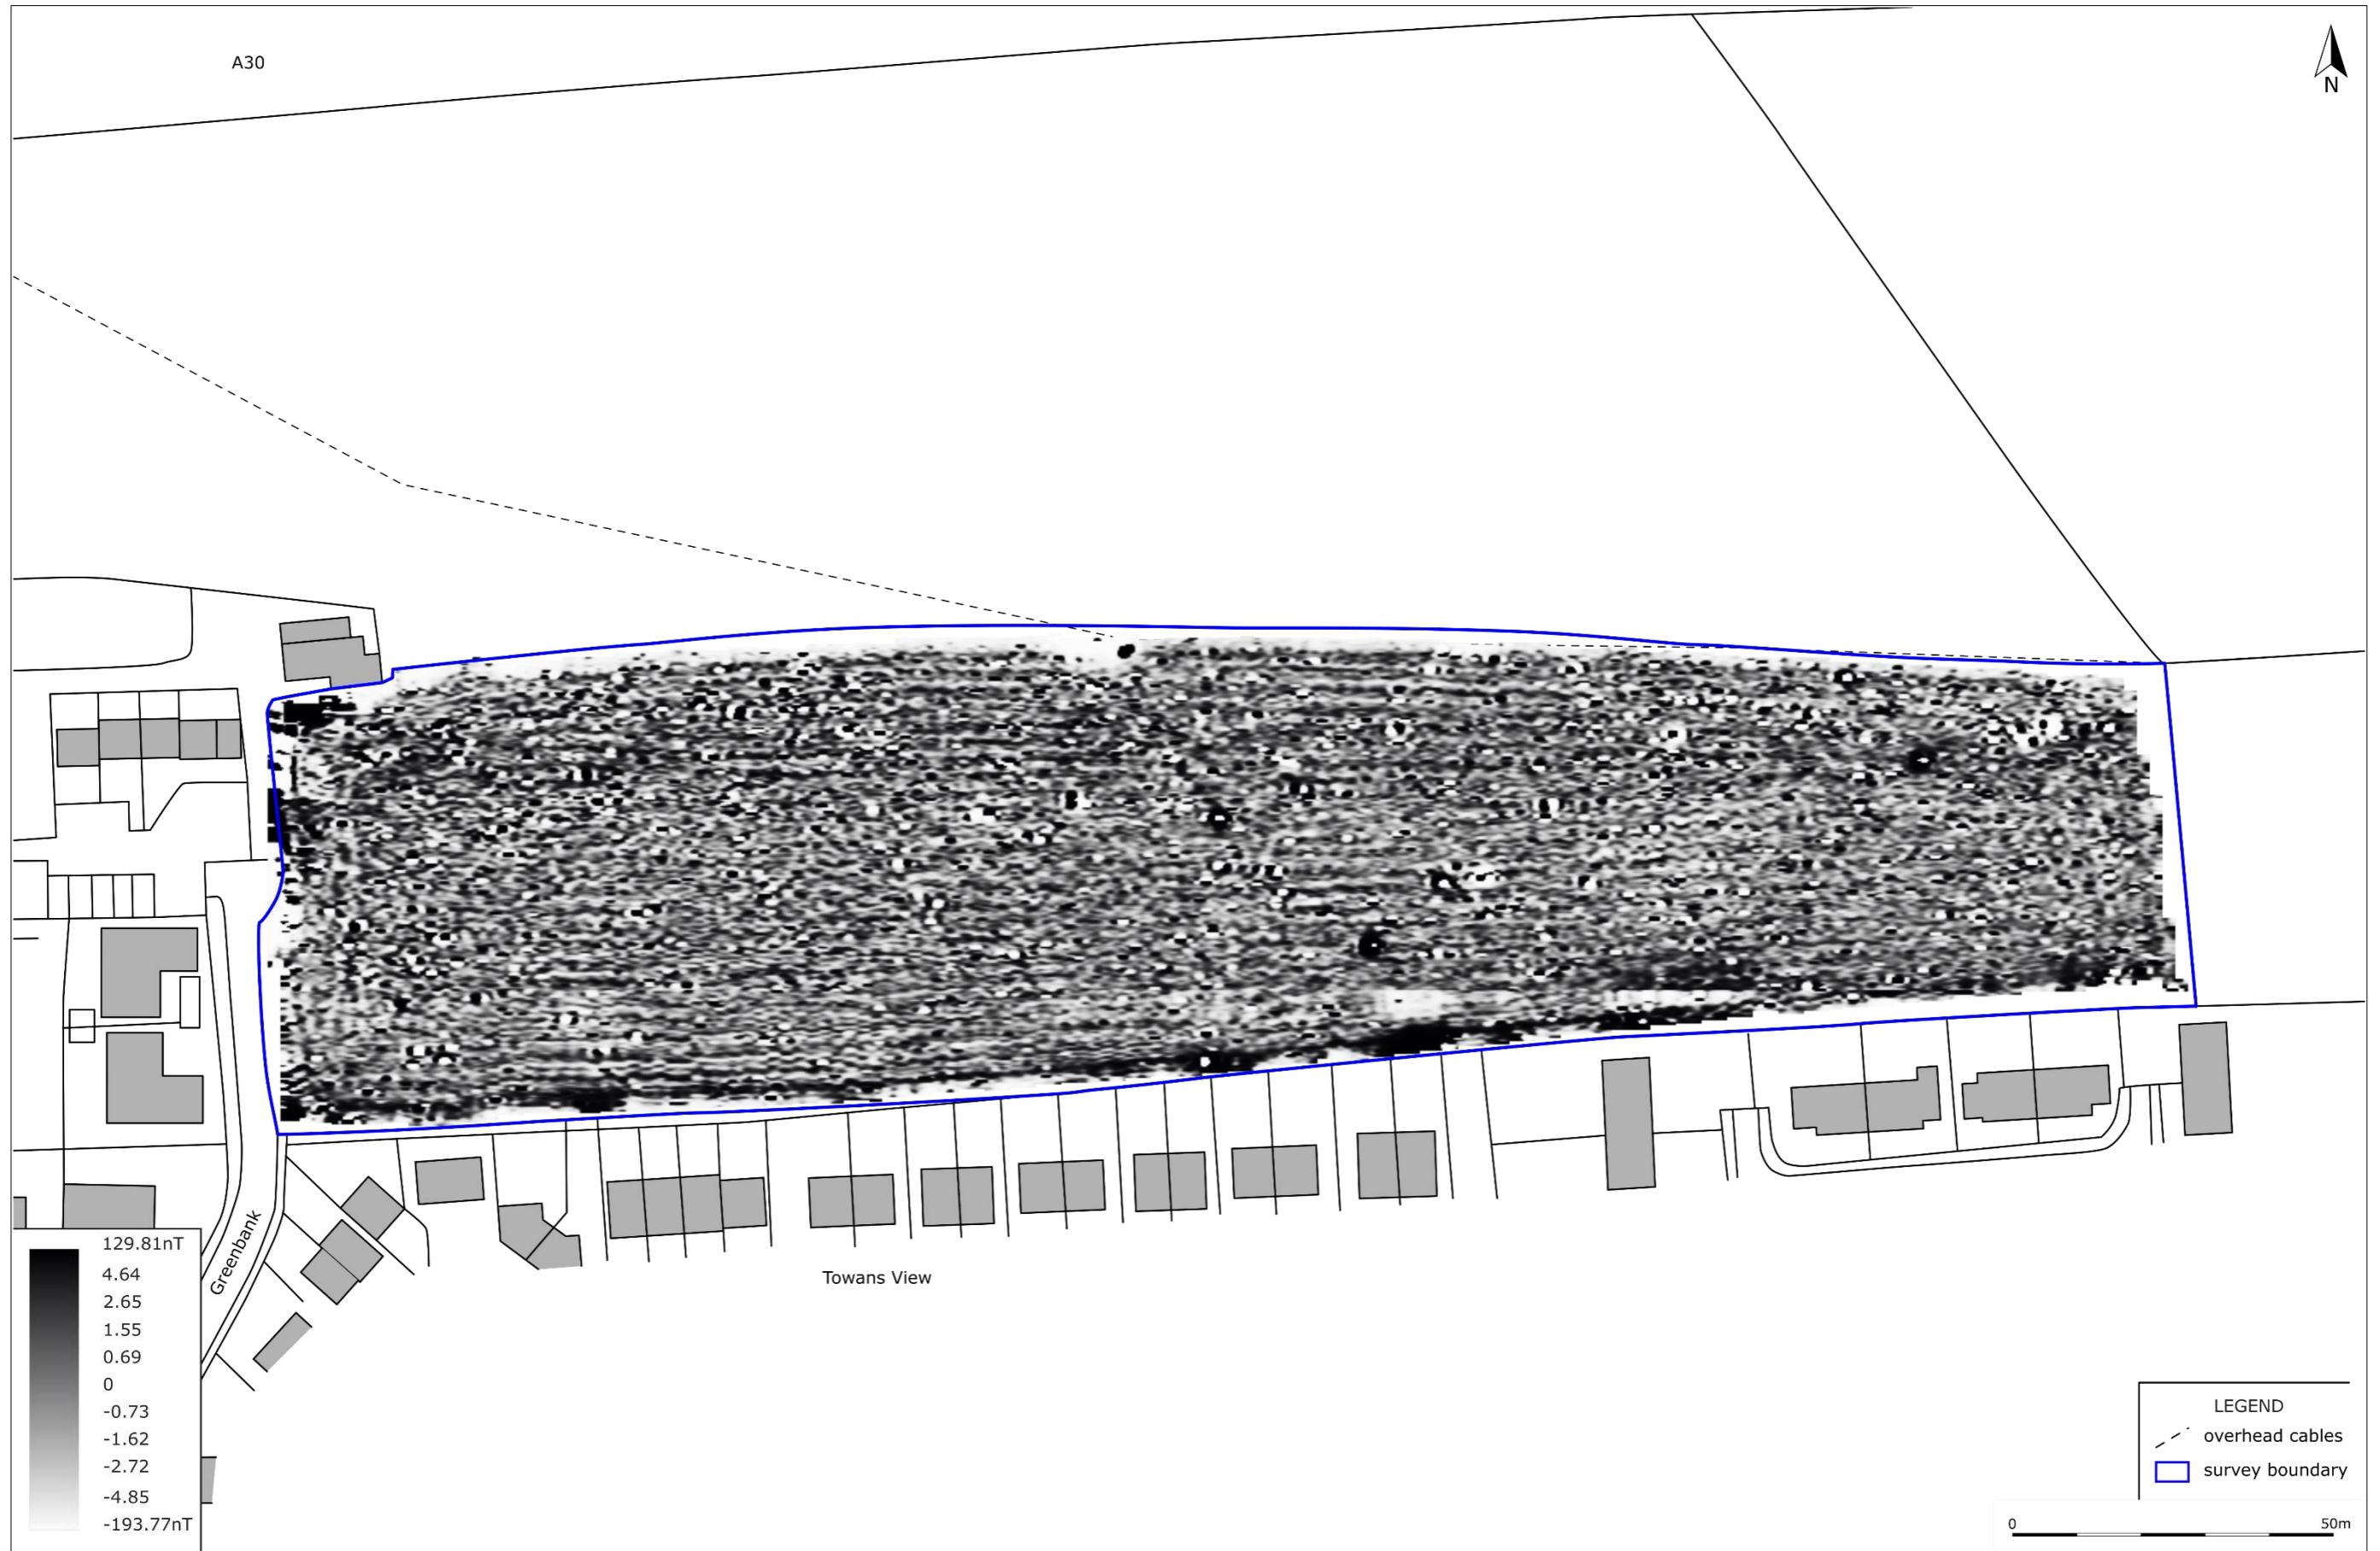 A30
N
Greenbank
Towans View
129.81nT
4.64
2.65
1.55
0.69
0
-0.73
-1.62
-2.72
-4.85
-193.77nT
LEGEND
overhead cables
survey boundary
0 50m